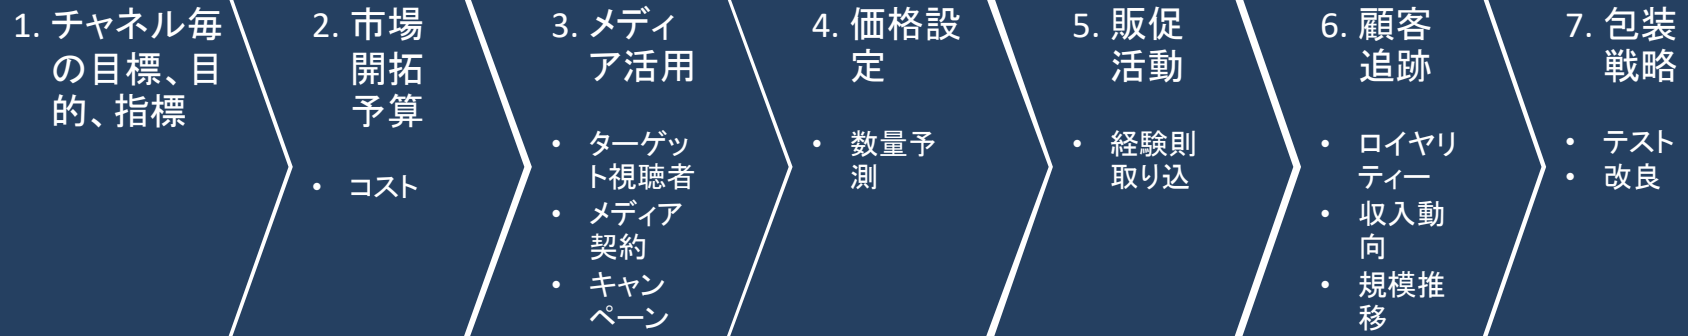 1. チャネル毎
の目標、目
的、指標
2. 市場
開拓
予算
• コスト
3. メディ
ア活用
• ターゲッ
ト視聴者
• メディア
契約
• キャン
ペーン
4. 価格設
定
• 数量予
測
5. 販促
活動
• 経験則
取り込
6. 顧客
追跡
• ロイヤリ
ティー
• 収入動
向
• 規模推
移
7. 包装
戦略
• テスト
• 改良